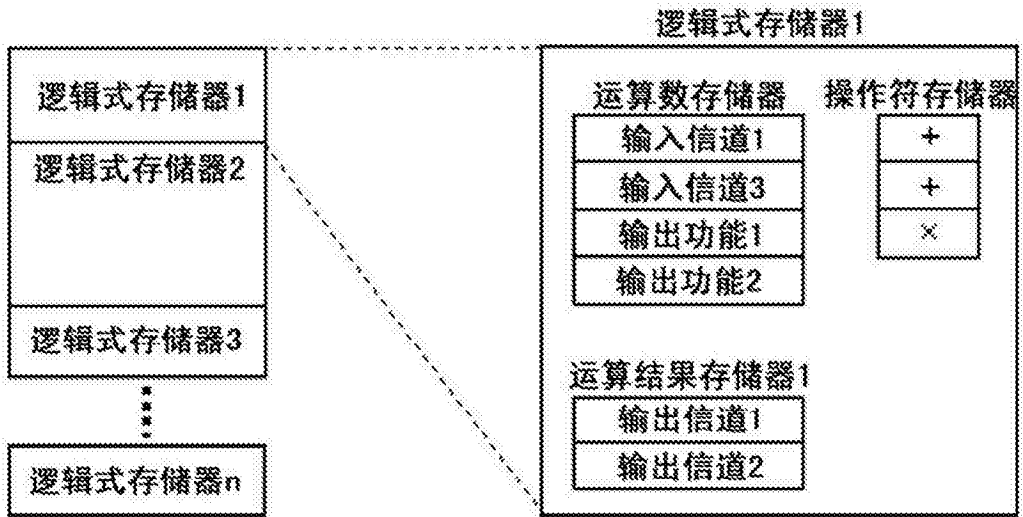 逻辑式存储器1
逻辑式存储器2
逻辑式存储器3
逻辑式存储器n
逻辑式存储器1
运算数存储器
输入信道1
输入信道3
输出功能1
输出功能2
操作符存储器
+
+
×
运算结果存储器1
输出信道1
输出信道2